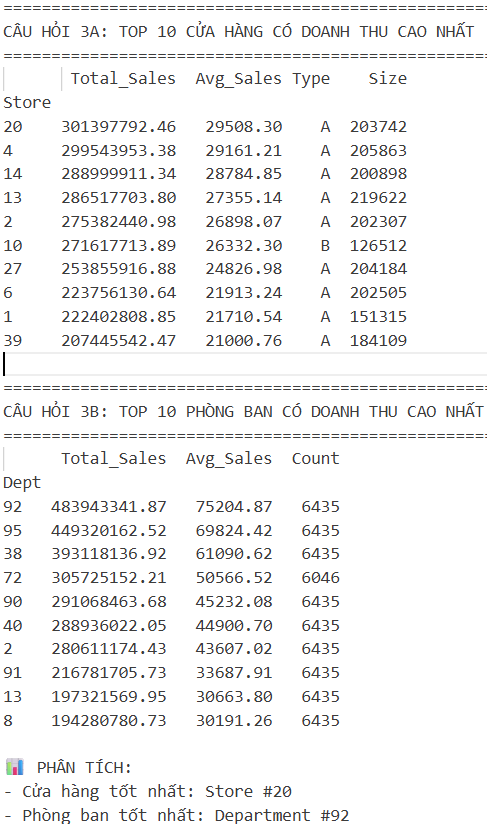 ==================================================
CÂU HỎI 3A: TOP 10 CỬA HÀNG CÓ DOANH THU CAO NHẤT
==================================================
Total_Sales Avg_Sales Type Size
Store
20 301397792.46 29508.30 A 203742
4 299543953.38 29161.21 A 205863
14 288999911.34 28784.85 A 200898
13 286517703.80 27355.14 A 219622
2 275382440.98 26898.07 A 202307
10 271617713.89 26332.30 B 126512
27 253855916.88 24826.98 A 204184
6 223756130.64 21913.24 A 202505
1 222402808.85 21710.54 A 151315
39 207445542.47 21000.76 A 184109
==================================================
CÂU HỎI 3B: TOP 10 PHÒNG BAN CÓ DOANH THU CAO NHẤT
==================================================
Total_Sales Avg_Sales Count
Dept
92 483943341.87 75204.87 6435
95 449320162.52 69824.42 6435
38 393118136.92 61090.62 6435
72 305725152.21 50566.52 6046
90 291068463.68 45232.08 6435
40 288936022.05 44900.70 6435
2 280611174.43 43607.02 6435
91 216781705.73 33687.91 6435
13 197321569.95 30663.80 6435
8 194280780.73 30191.26 6435
📊 PHÂN TÍCH:
- Cửa hàng tốt nhất: Store #20
- Phòng ban tốt nhất: Department #92